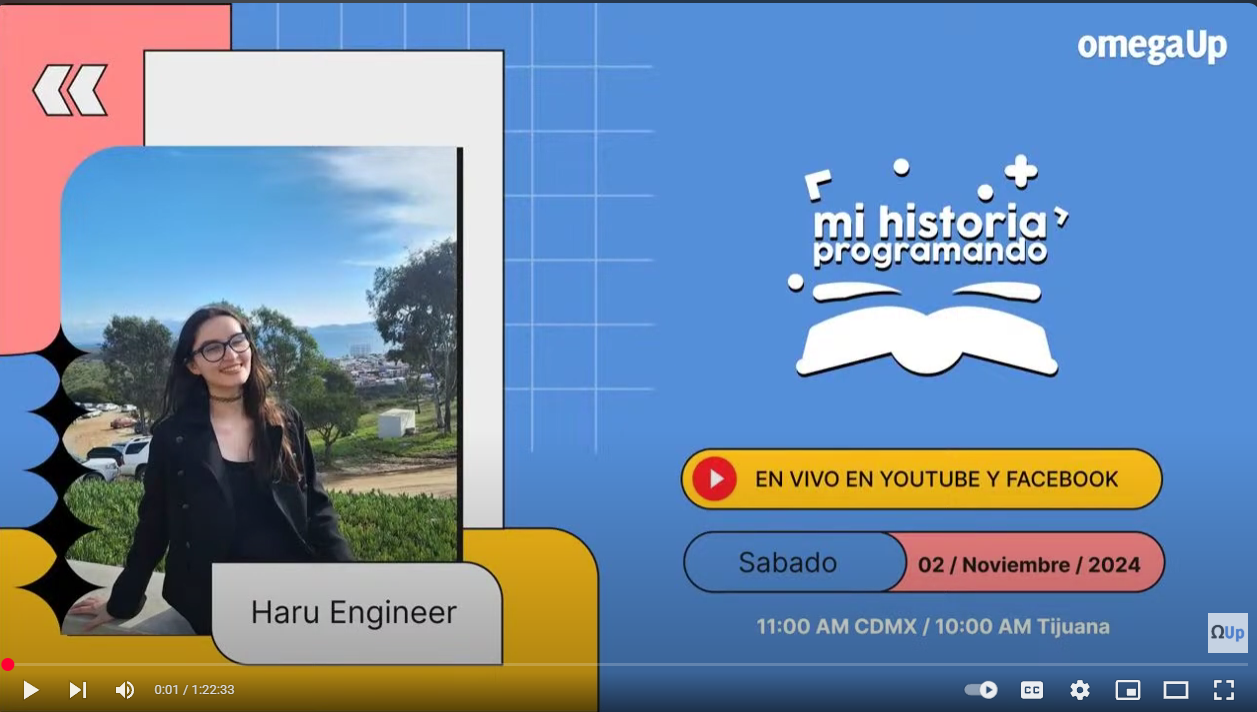 omegaUp
mi historia
programando
EN VIVO EN YOUTUBE Y FACEBOOK
Sabado
02 / Noviembre / 2024
Haru Engineer
11:00 AM CDMX / 10:00 AM Tijuana
ΩUp
0:01 / 1:22:33
CC